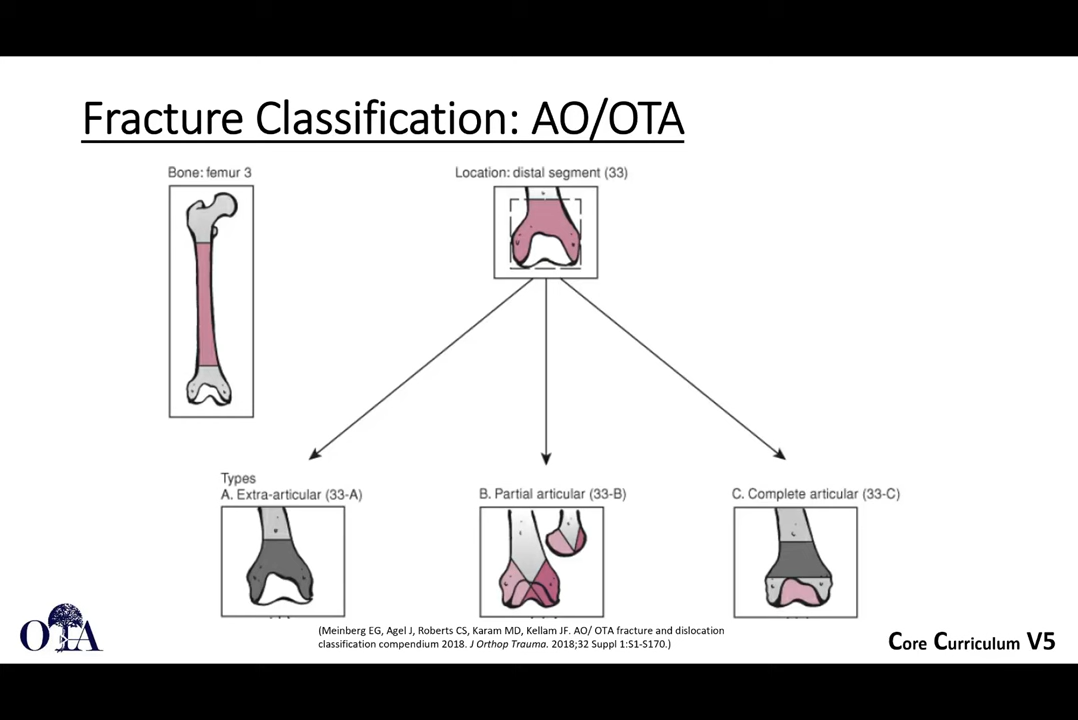 Fracture Classification: AO/OTA
Bone: femur 3
Location: distal segment (33)
Types
A. Extra-articular (33-A)
B. Partial articular (33-B)
C. Complete articular (33-C)
(Meinberg EG, Agel J, Roberts CS, Karam MD, Kellam JF. AO/ OTA fracture and dislocation
classification compendium 2018. J Orthop Trauma. 2018;32 Suppl 1:S1-S170.)
OTA
Core Curriculum V5